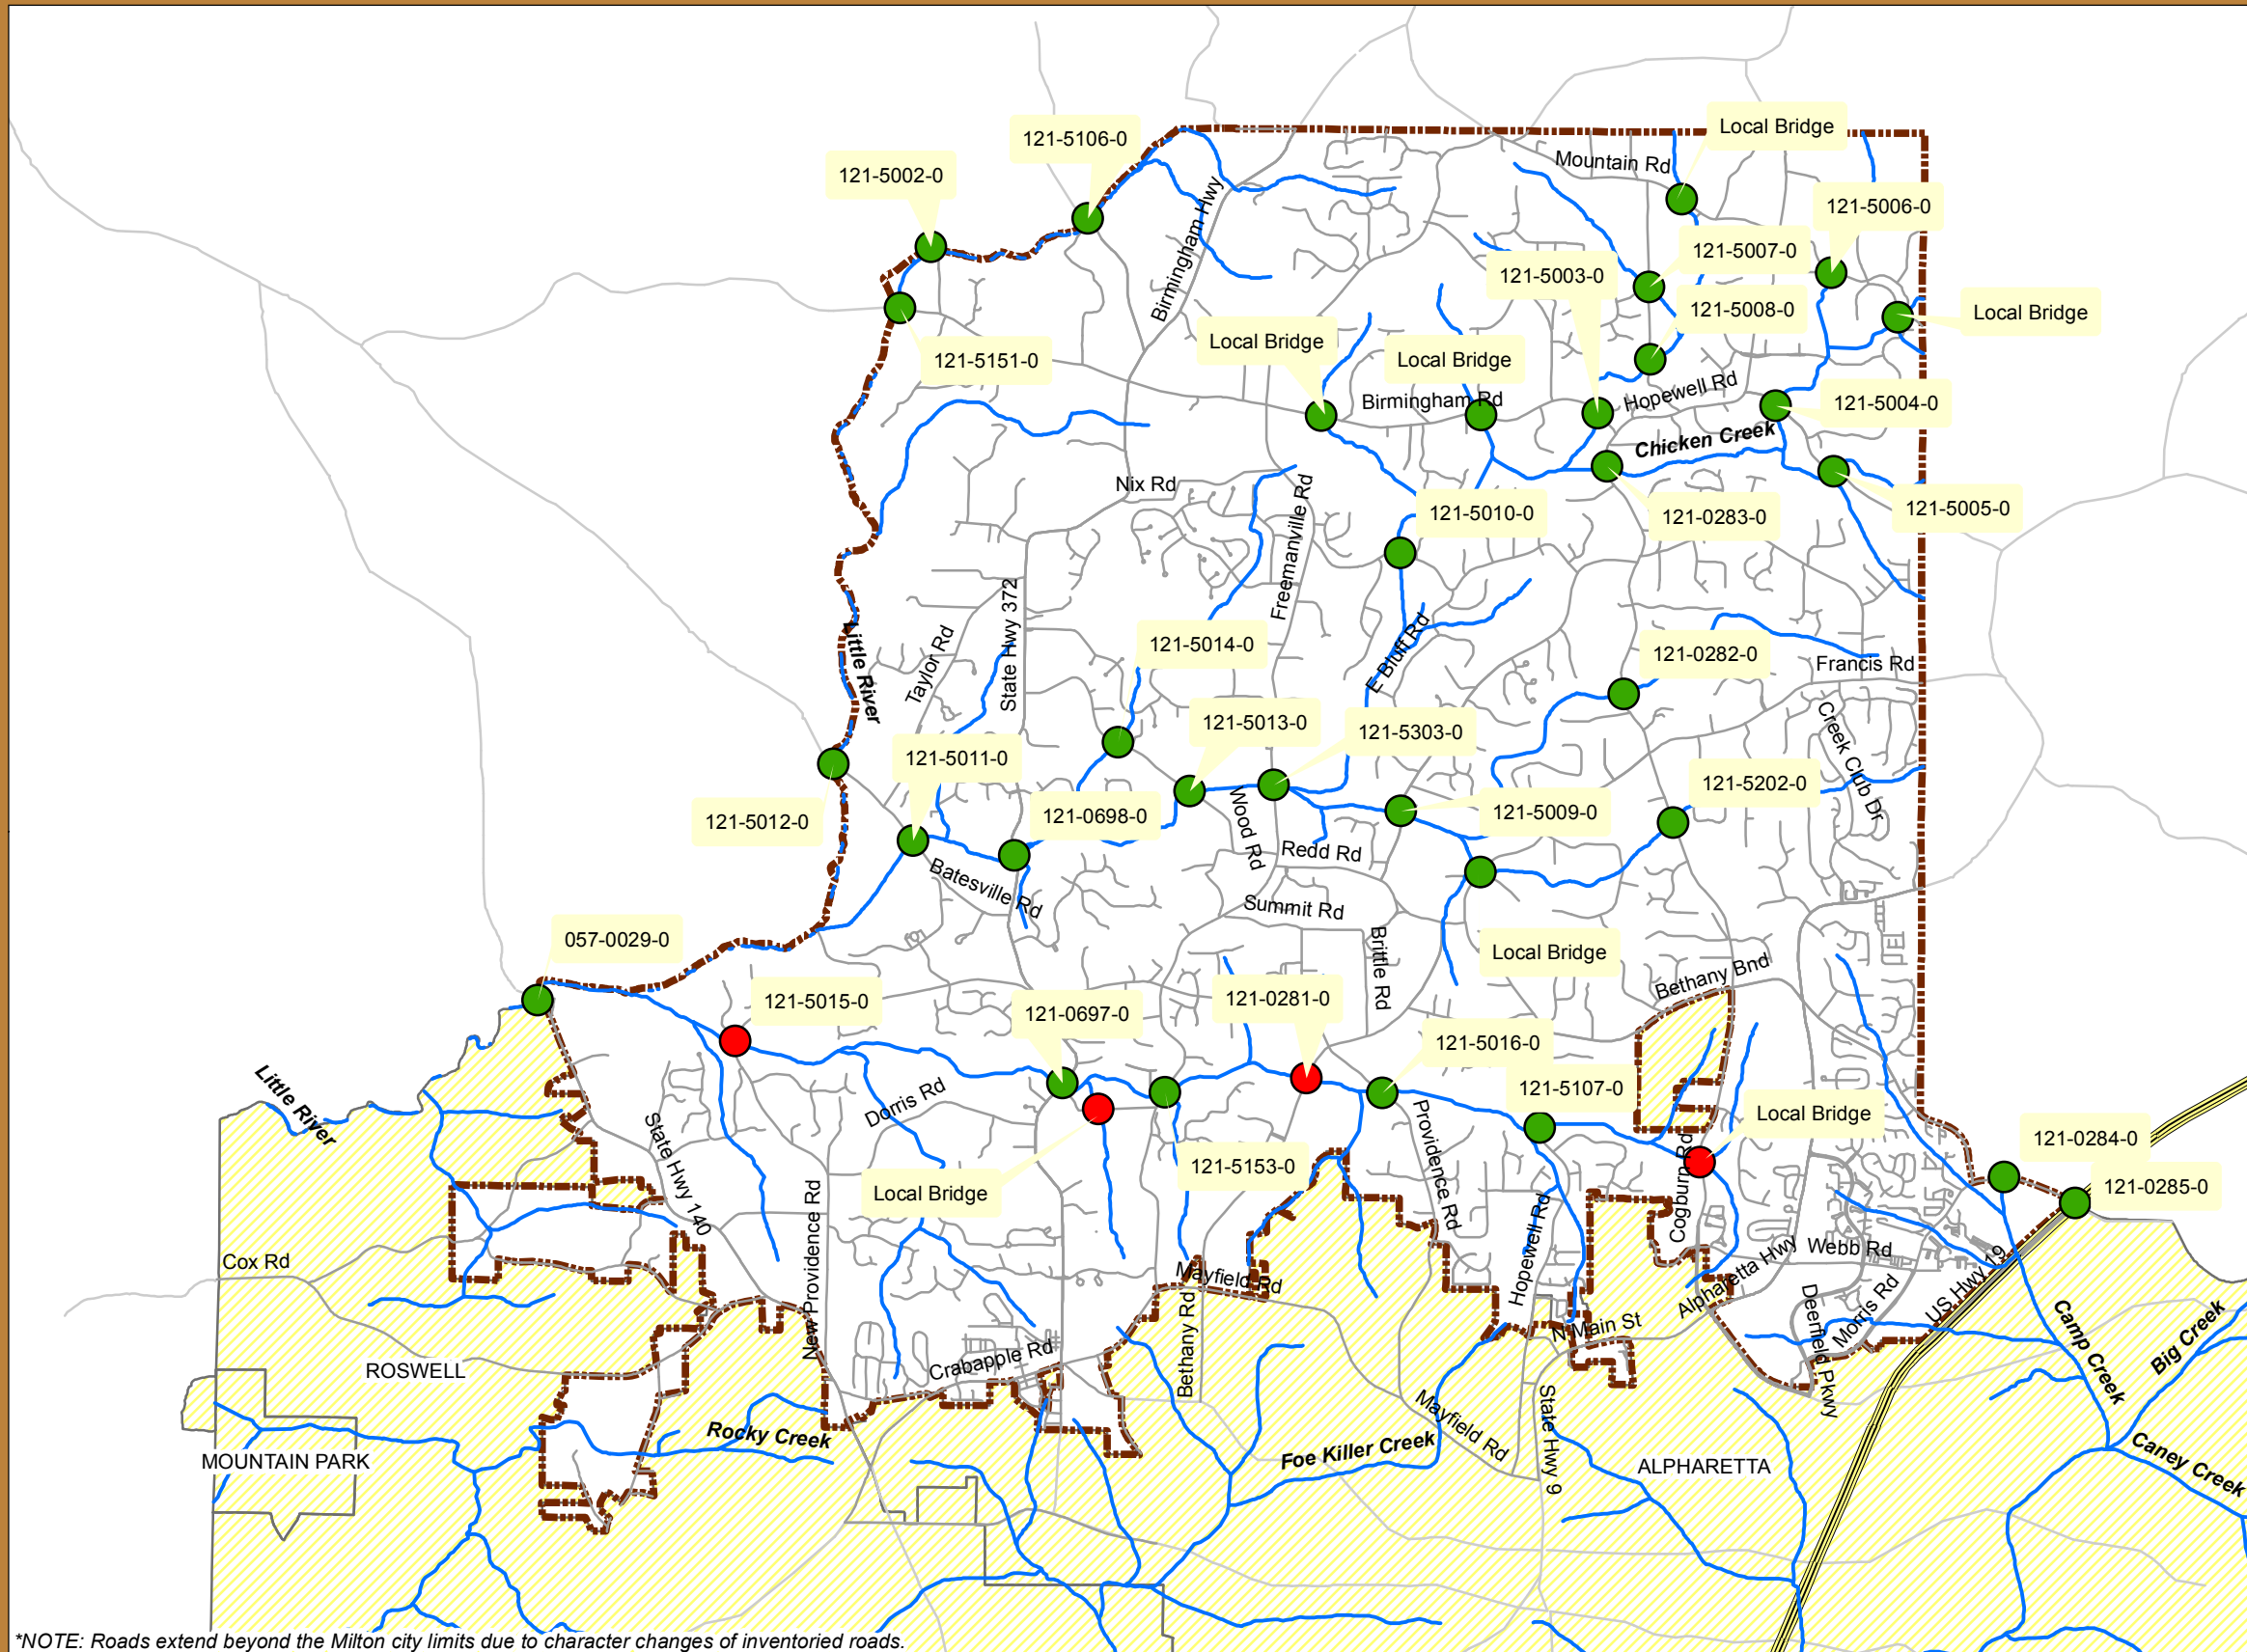 Local Bridge
121-5106-0
Mountain Rd
121-5002-0
121-5006-0
Birmingham Hwy
121-5007-0
121-5003-0
121-5008-0
Local Bridge
Local Bridge
Local Bridge
121-5151-0
Hopewell Rd
Birmingham Rd
121-5004-0
Chicken Creek
Nix Rd
121-5010-0
121-0283-0
121-5005-0
Freemanville Rd
State Hwy 372
Little River
Taylor Rd
121-5014-0
E Bluff Rd
121-0282-0
Francis Rd
121-5013-0
121-5303-0
Creek Club Dr
121-5011-0
121-5202-0
121-5012-0
121-0698-0
Wood Rd
121-5009-0
Redd Rd
Batesville Rd
Summit Rd
057-0029-0
Brittle Rd
Local Bridge
Bethany Bnd
121-5015-0
121-0697-0
121-0281-0
121-5016-0
121-5107-0
Local Bridge
Little River
Dorris Rd
State Hwy 140
121-5153-0
Providence Rd
Cogburn Rd
121-0284-0
121-0285-0
Local Bridge
New Providence Rd
Hopewell Rd
Cox Rd
Mayfield Rd
Alpharetta Hwy
Webb Rd
US Hwy 19
Morris Rd
Deerfield Pkwy
Bethany Rd
N Main St
Camp Creek
Big Creek
Crabapple Rd
ROSWELL
Rocky Creek
Mayfield Rd
State Hwy 9
Foe Killer Creek
MOUNTAIN PARK
ALPHARETTA
Caney Creek
*NOTE: Roads extend beyond the Milton city limits due to character changes of inventoried roads.